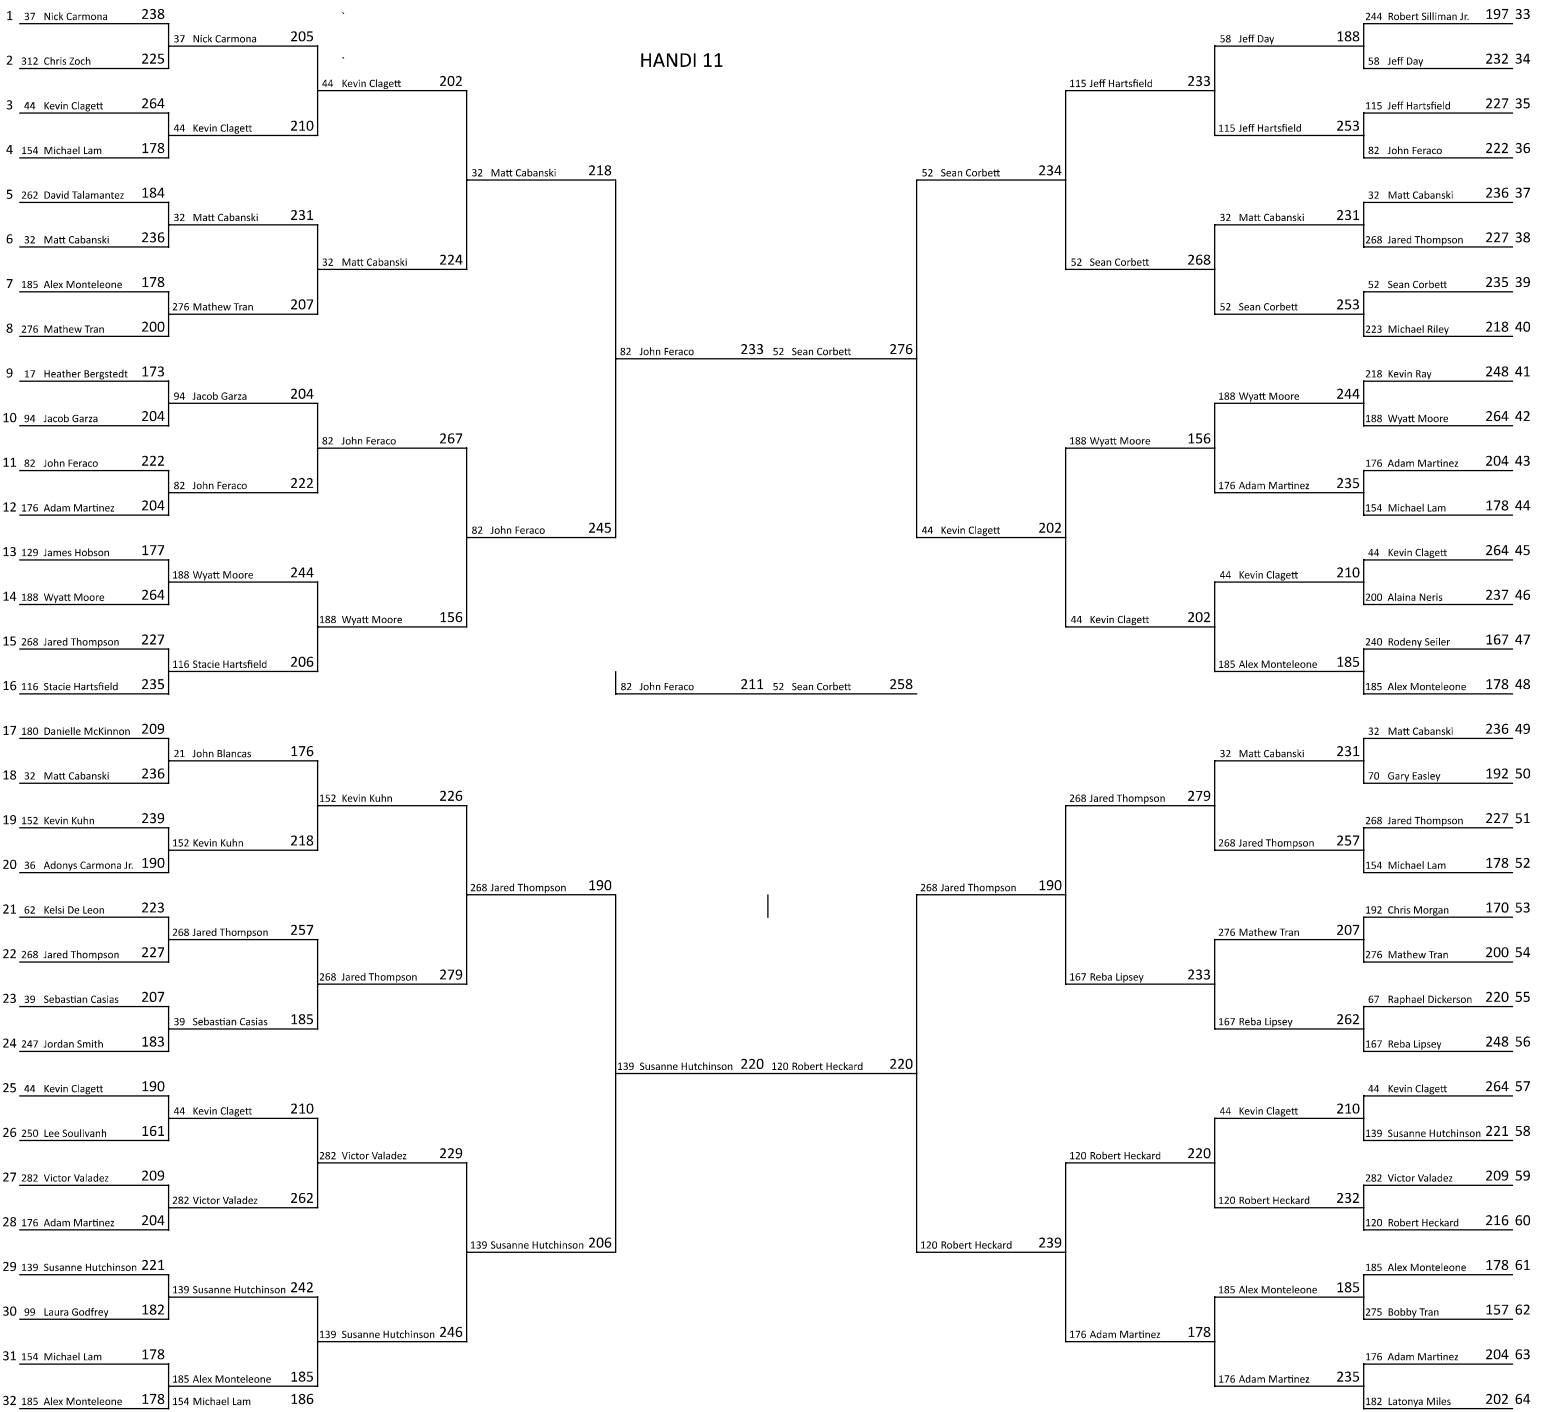 HANDI 11
1 37 Nick Carmona 238
2 312 Chris Zoch 225
3 44 Kevin Clagett 264
4 154 Michael Lam 178
5 262 David Talamantez 184
6 32 Matt Cabanski 236
7 185 Alex Monteleone 178
8 276 Mathew Tran 200
9 17 Heather Bergstedt 173
10 94 Jacob Garza 204
11 82 John Feraco 222
12 176 Adam Martinez 204
13 129 James Hobson 177
14 188 Wyatt Moore 264
15 268 Jared Thompson 227
16 116 Stacie Hartsfield 235
17 180 Danielle McKinnon 209
18 32 Matt Cabanski 236
19 152 Kevin Kuhn 239
20 36 Adonys Carmona Jr. 190
21 62 Kelsi De Leon 223
22 268 Jared Thompson 227
23 39 Sebastian Casias 207
24 247 Jordan Smith 183
25 44 Kevin Clagett 190
26 250 Lee Soulivanh 161
27 282 Victor Valadez 209
28 176 Adam Martinez 204
29 139 Susanne Hutchinson 221
30 99 Laura Godfrey 182
31 154 Michael Lam 178
32 185 Alex Monteleone 178
37 Nick Carmona 205
44 Kevin Clagett 210
32 Matt Cabanski 231
276 Mathew Tran 207
94 Jacob Garza 204
82 John Feraco 222
188 Wyatt Moore 244
116 Stacie Hartsfield 206
21 John Blancas 176
152 Kevin Kuhn 218
268 Jared Thompson 257
39 Sebastian Casias 185
44 Kevin Clagett 210
282 Victor Valadez 262
139 Susanne Hutchinson 242
185 Alex Monteleone 185
154 Michael Lam 186
44 Kevin Clagett 202
32 Matt Cabanski 224
82 John Feraco 267
188 Wyatt Moore 156
152 Kevin Kuhn 226
268 Jared Thompson 279
282 Victor Valadez 229
139 Susanne Hutchinson 246
32 Matt Cabanski 218
82 John Feraco 245
268 Jared Thompson 190
139 Susanne Hutchinson 206
82 John Feraco 233 52 Sean Corbett 276
82 John Feraco 211 52 Sean Corbett 258
139 Susanne Hutchinson 220 120 Robert Heckard 220
52 Sean Corbett 234
44 Kevin Clagett 202
268 Jared Thompson 190
120 Robert Heckard 239
115 Jeff Hartsfield 233
52 Sean Corbett 268
188 Wyatt Moore 156
44 Kevin Clagett 202
268 Jared Thompson 279
167 Reba Lipsey 233
120 Robert Heckard 220
176 Adam Martinez 178
58 Jeff Day 188
115 Jeff Hartsfield 253
32 Matt Cabanski 231
52 Sean Corbett 253
188 Wyatt Moore 244
176 Adam Martinez 235
44 Kevin Clagett 210
185 Alex Monteleone 185
32 Matt Cabanski 231
268 Jared Thompson 257
276 Mathew Tran 207
167 Reba Lipsey 262
44 Kevin Clagett 210
120 Robert Heckard 232
185 Alex Monteleone 185
176 Adam Martinez 235
244 Robert Silliman Jr. 197 33
58 Jeff Day 232 34
115 Jeff Hartsfield 227 35
82 John Feraco 222 36
32 Matt Cabanski 236 37
268 Jared Thompson 227 38
52 Sean Corbett 235 39
223 Michael Riley 218 40
218 Kevin Ray 248 41
188 Wyatt Moore 264 42
176 Adam Martinez 204 43
154 Michael Lam 178 44
44 Kevin Clagett 264 45
200 Alaina Neris 237 46
240 Rodeny Seiler 167 47
185 Alex Monteleone 178 48
32 Matt Cabanski 236 49
70 Gary Easley 192 50
268 Jared Thompson 227 51
154 Michael Lam 178 52
192 Chris Morgan 170 53
276 Mathew Tran 200 54
67 Raphael Dickerson 220 55
167 Reba Lipsey 248 56
44 Kevin Clagett 264 57
139 Susanne Hutchinson 221 58
282 Victor Valadez 209 59
120 Robert Heckard 216 60
185 Alex Monteleone 178 61
275 Bobby Tran 157 62
176 Adam Martinez 204 63
182 Latonya Miles 202 64